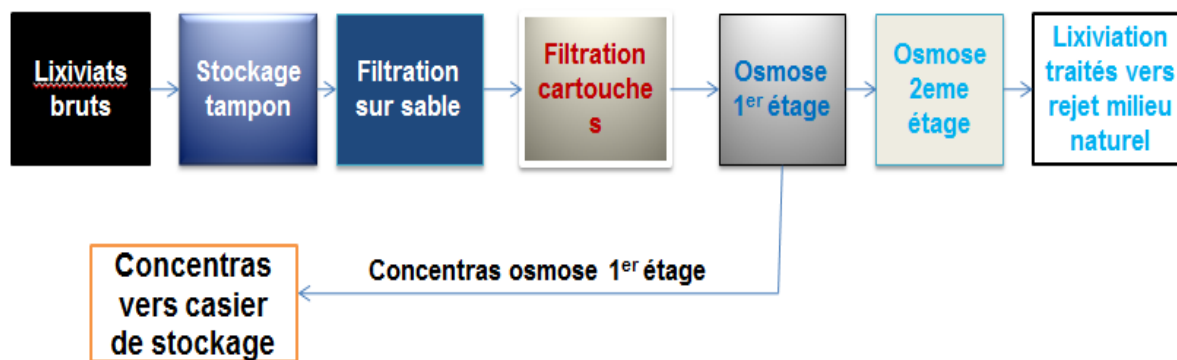 Lixiviats
bruts
Stockage
tampon
Filtration
sur sable
Filtration
cartouche
s
Osmose
1er étage
Osmose
2eme
étage
Lixiviation
traités vers
rejet milieu
naturel
Concentras osmose 1er étage
Concentras
vers casier
de stockage